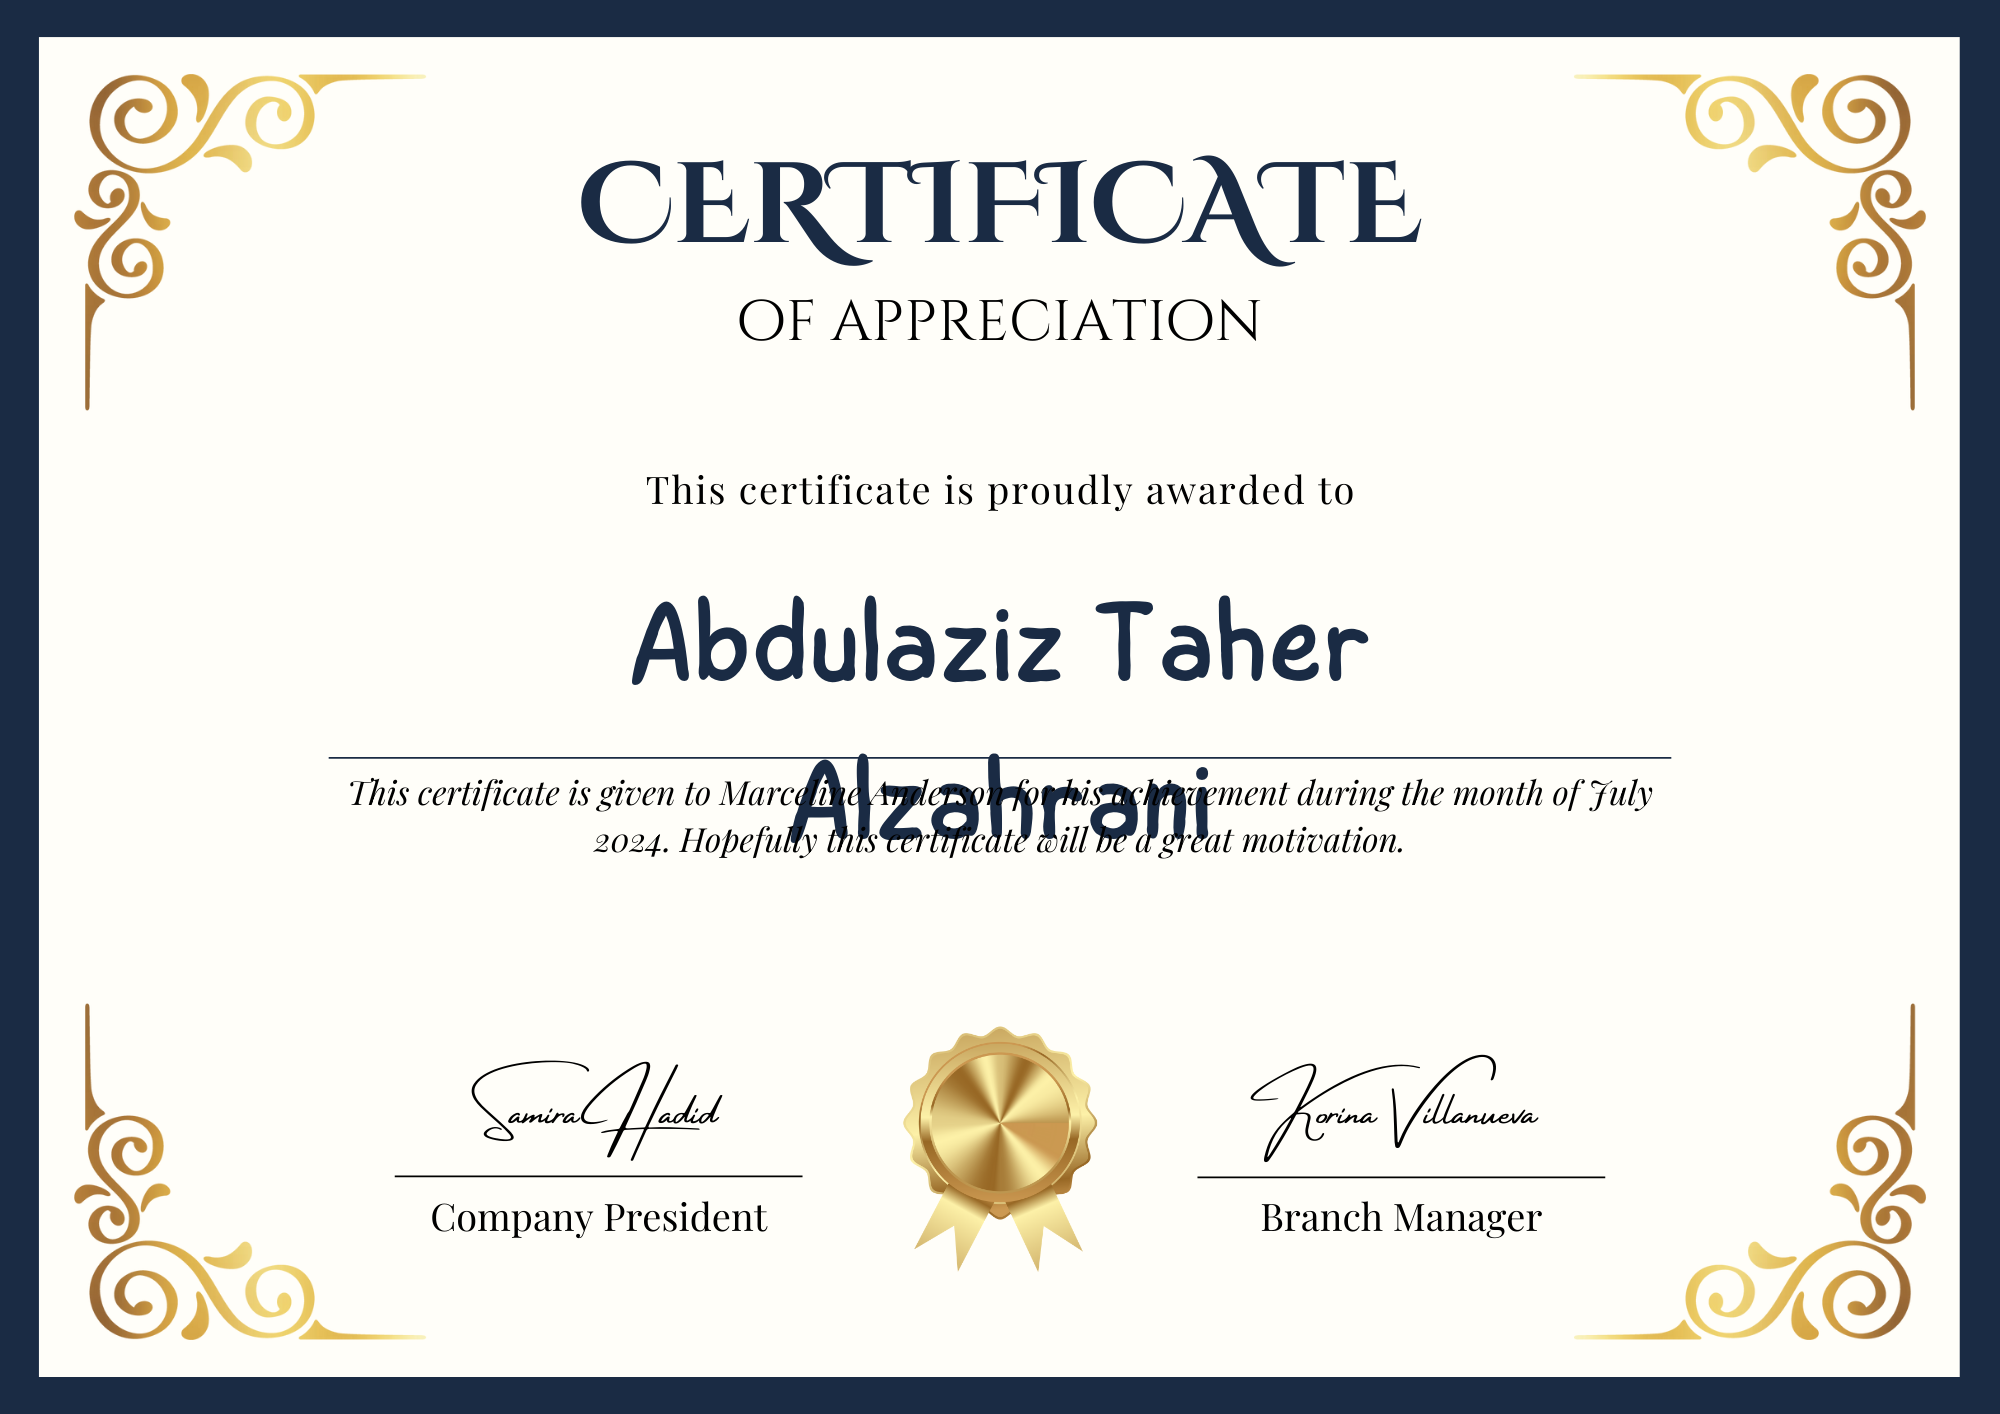 CERTIFICATE
OF APPRECIATION
This certificate is proudly awarded to
Abdulaziz Taher
Alzahrani
This certificate is given to Marceline Anderson for his achievement during the month of July
2024. Hopefully this certificate will be a great motivation.
Samira Hadid
Korina Villanueva
Company President
Branch Manager